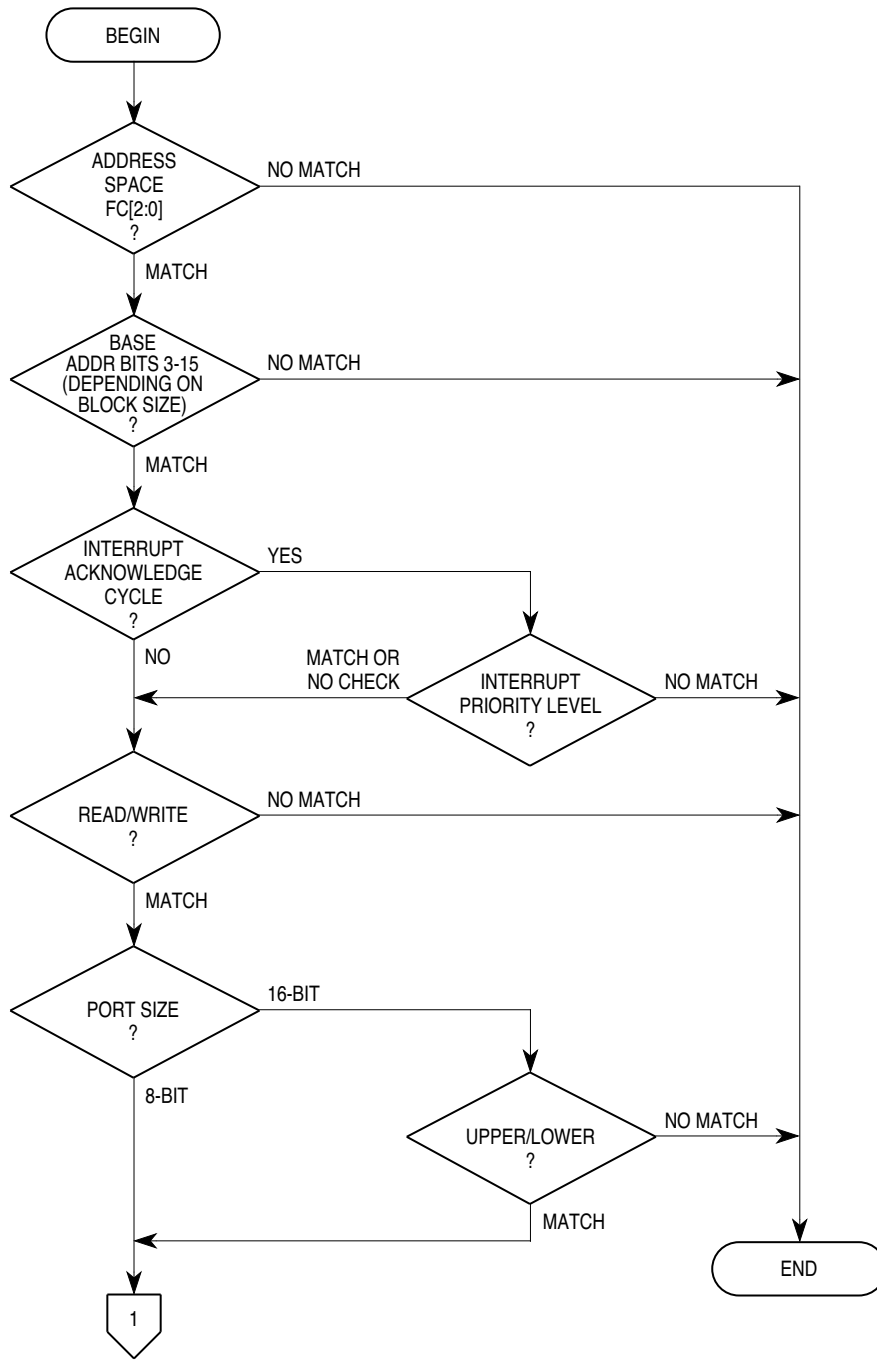 BEGIN
ADDRESS
SPACE
FC[2:0]
?
NO MATCH
MATCH
BASE
ADDR BITS 3-15
(DEPENDING ON
BLOCK SIZE)
?
NO MATCH
MATCH
INTERRUPT
ACKNOWLEDGE
CYCLE
?
YES
NO
MATCH OR
NO CHECK
INTERRUPT
PRIORITY LEVEL
?
NO MATCH
READ/WRITE
?
NO MATCH
MATCH
PORT SIZE
?
16-BIT
8-BIT
UPPER/LOWER
?
NO MATCH
MATCH
END
1